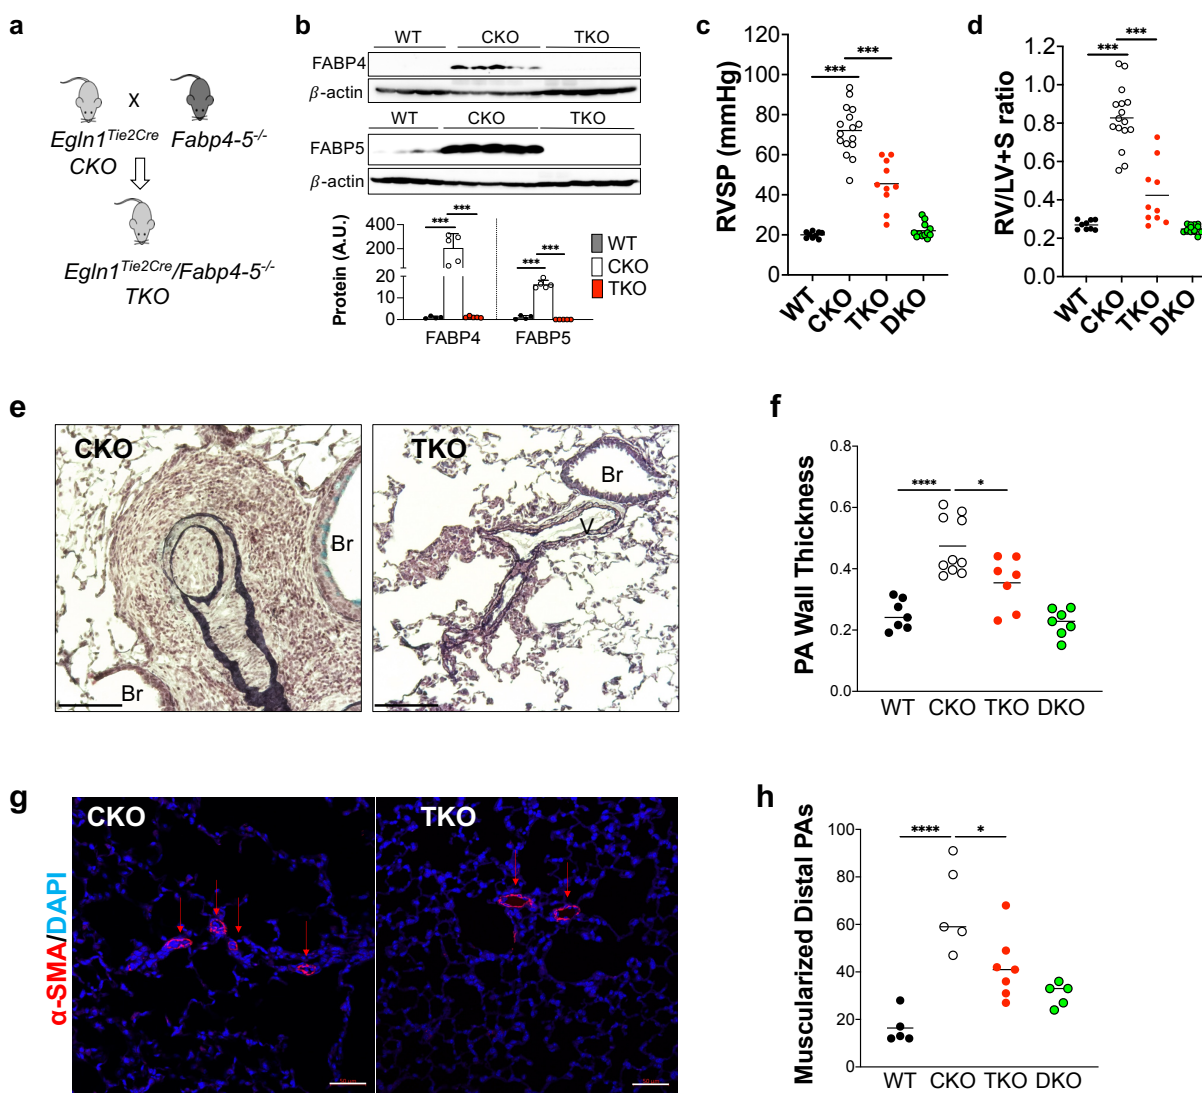 a
X
Egln1Tie2Cre Fabp4-5-/-
CKO
Egln1Tie2Cre/Fabp4-5-/-
TKO
b
WT CKO TKO
FABP4
β-actin
WT CKO TKO
FABP5
β-actin
Protein (A.U.)
400
200
20
10
0
*** *** *** ***
FABP4 FABP5
WT
CKO
TKO
c
RVSP (mmHg)
120
100
80
60
40
20
0
*** ***
WT CKO TKO DKO
d
RV/LV+S ratio
1.2
1.0
0.8
0.6
0.4
0.2
0.0
*** ***
WT CKO TKO DKO
e
CKO
Br
Br
TKO
Br
V
f
PA Wall Thickness
0.8
0.6
0.4
0.2
0.0
**** *
WT CKO TKO DKO
g
α-SMA/DAPI
CKO
50 μm
TKO
50 μm
h
Muscularized Distal PAs
100
80
60
40
20
0
**** *
WT CKO TKO DKO